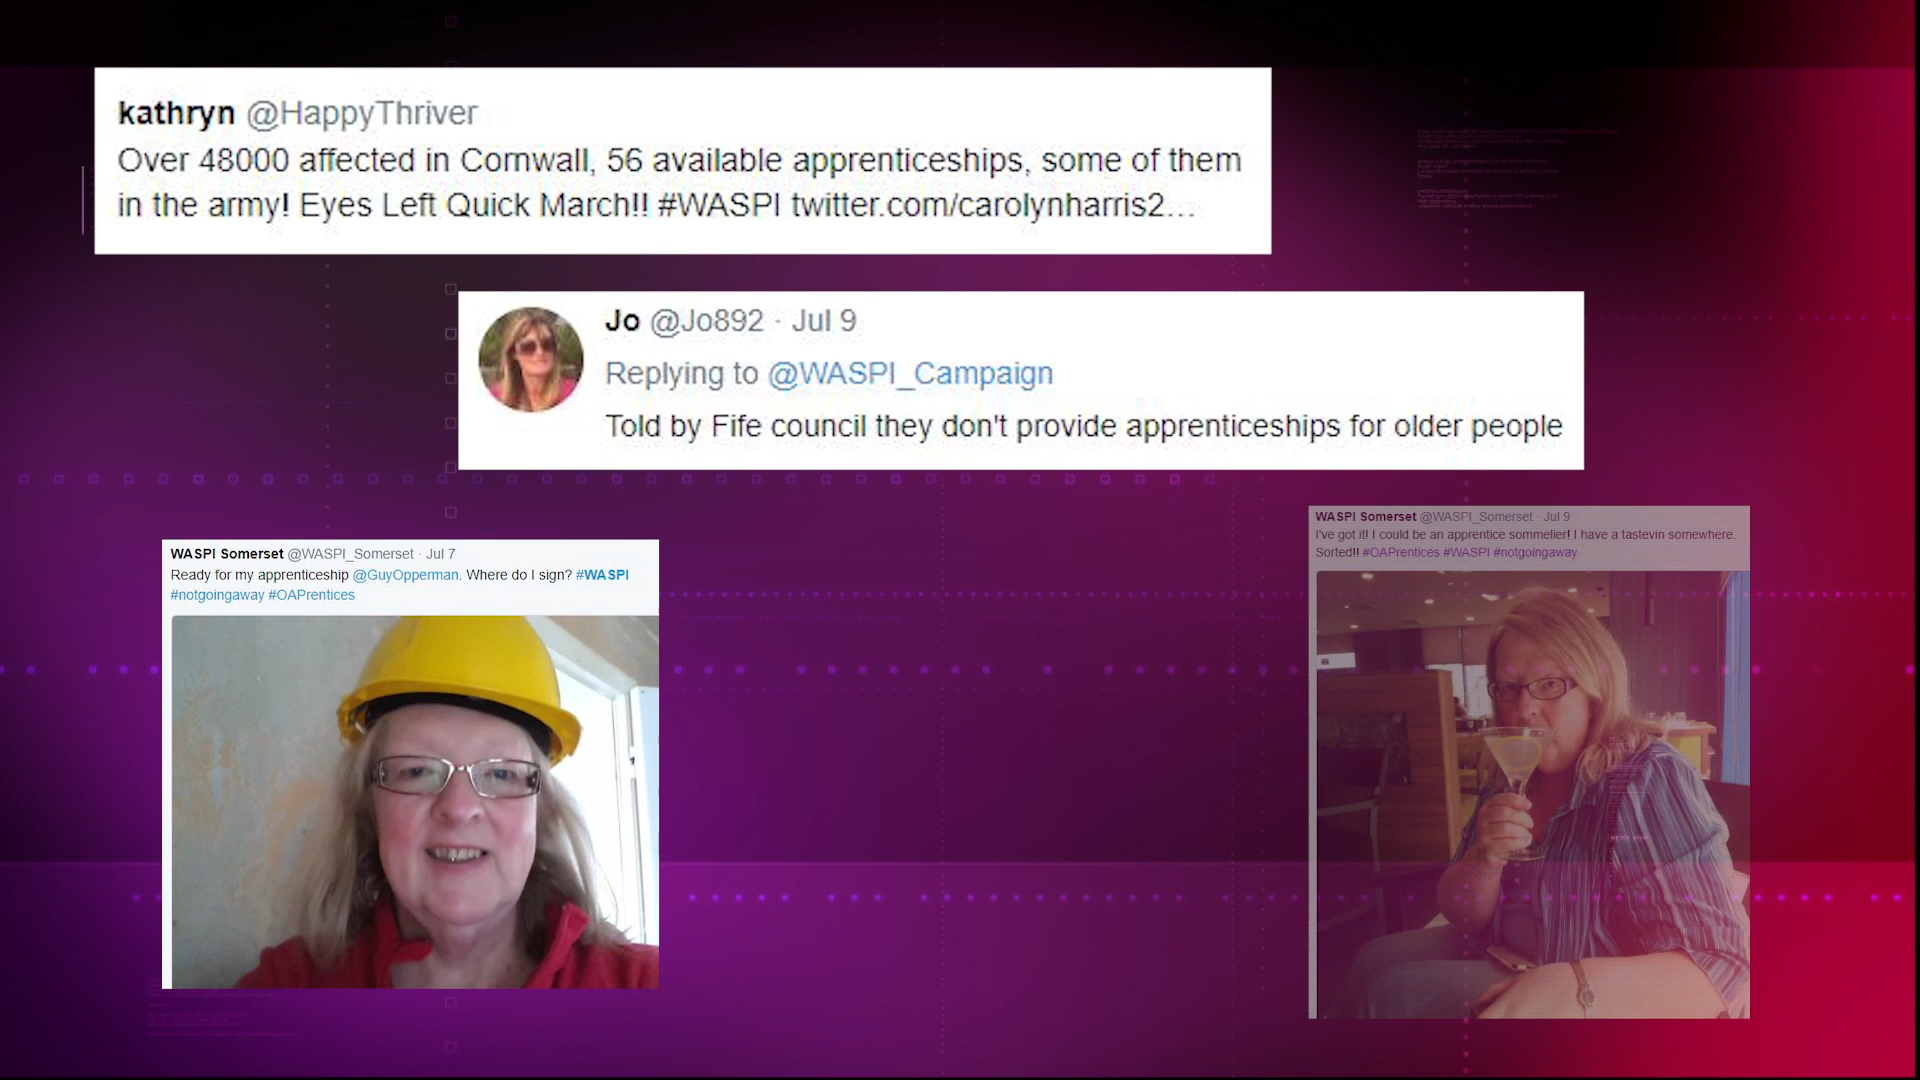 kathryn @HappyThriver
Over 48000 affected in Cornwall, 56 available apprenticeships, some of them
in the army! Eyes Left Quick March!! #WASPI twitter.com/carolynharris2...
Jo @Jo892 · Jul 9
Replying to @WASPI_Campaign
Told by Fife council they don't provide apprenticeships for older people
WASPI Somerset @WASPI_Somerset · Jul 7
Ready for my apprenticeship @GuyOpperman. Where do I sign? #WASPI
#notgoingaway #OAPrentices
WASPI Somerset @WASPI_Somerset · Jul 9
I've got it! I could be an apprentice sommelier! I have a tastevin somewhere.
Sorted!! #OAPrentices #WASPI #notgoingaway